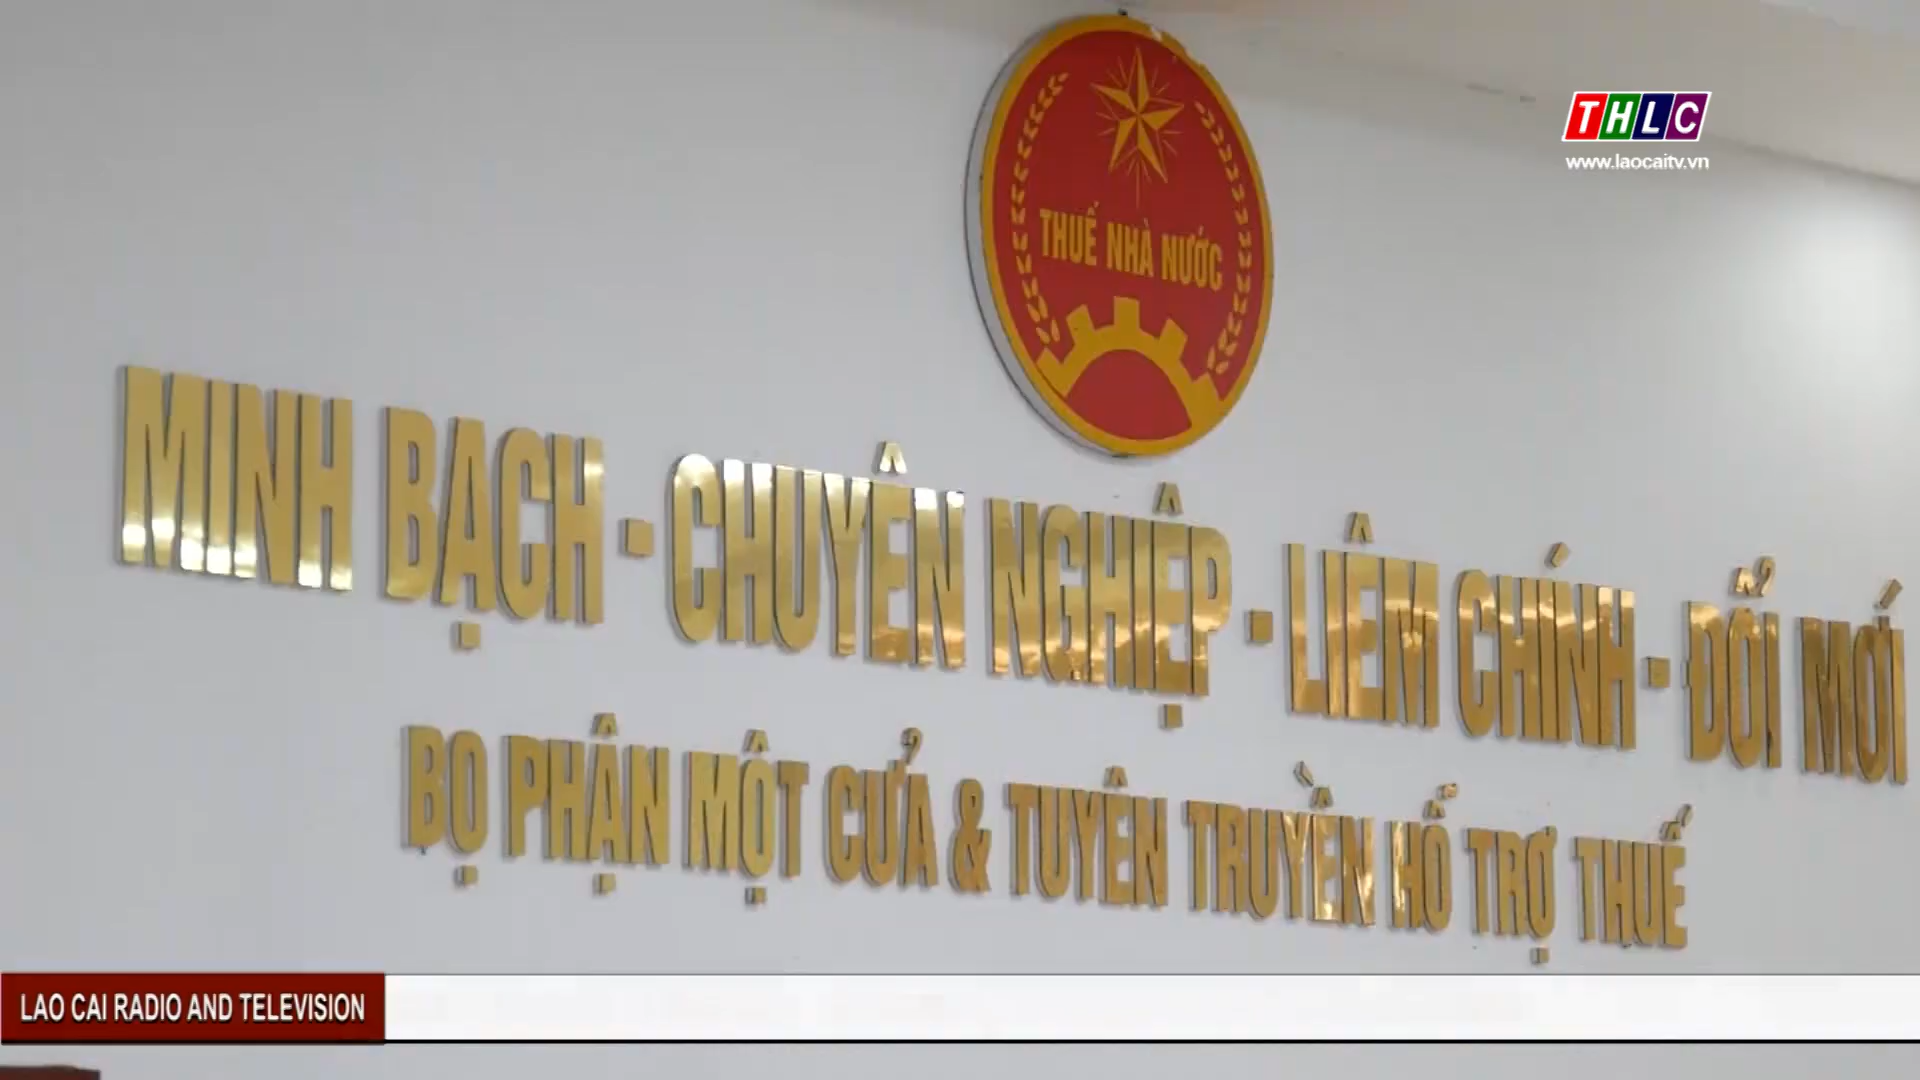 THLC
www.laocaitv.vn
THUẾ NHÀ NƯỚC
MINH BẠCH - CHUYÊN NGHIỆP - LIÊM CHÍNH - ĐỔI MỚI
BỌ PHẬN MỘT CỬA & TUYÊN TRUYỀN HỖ TRỢ THUẾ
LAO CAI RADIO AND TELEVISION